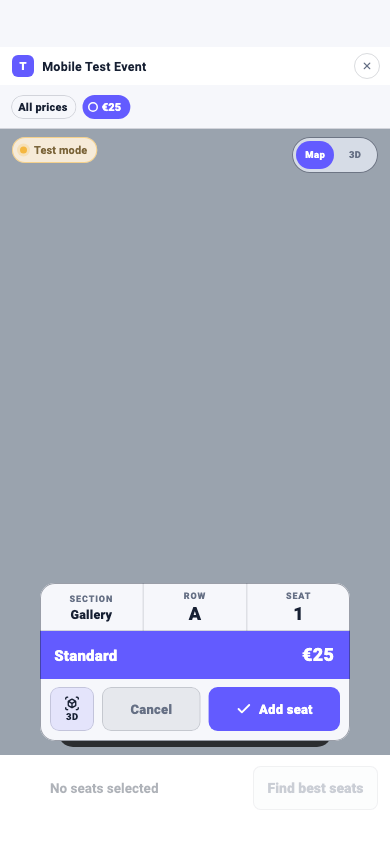 T Mobile Test Event
All prices €25
Test mode
Map 3D
SECTION ROW SEAT
Gallery A 1
Standard €25
3D Cancel Add seat
No seats selected Find best seats